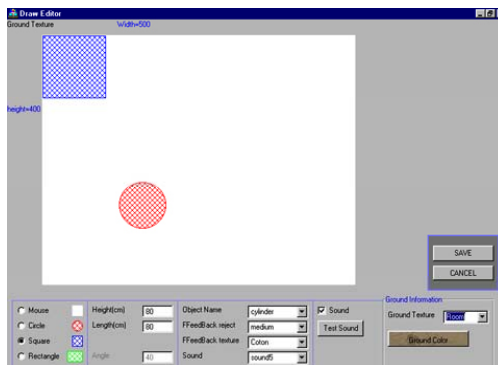 Draw Editor
Ground Texture Width=500
height=400
SAVE
CANCEL
Mouse
Circle
Square
Rectangle
Height(cm) 80
Length(cm) 80
Angle 40
Object Name cylinder
FFeedBack reject medium
FFeedBack texture Coton
Sound sound5
Sound
Test Sound
Ground Information
Ground Texture Room
Ground Color